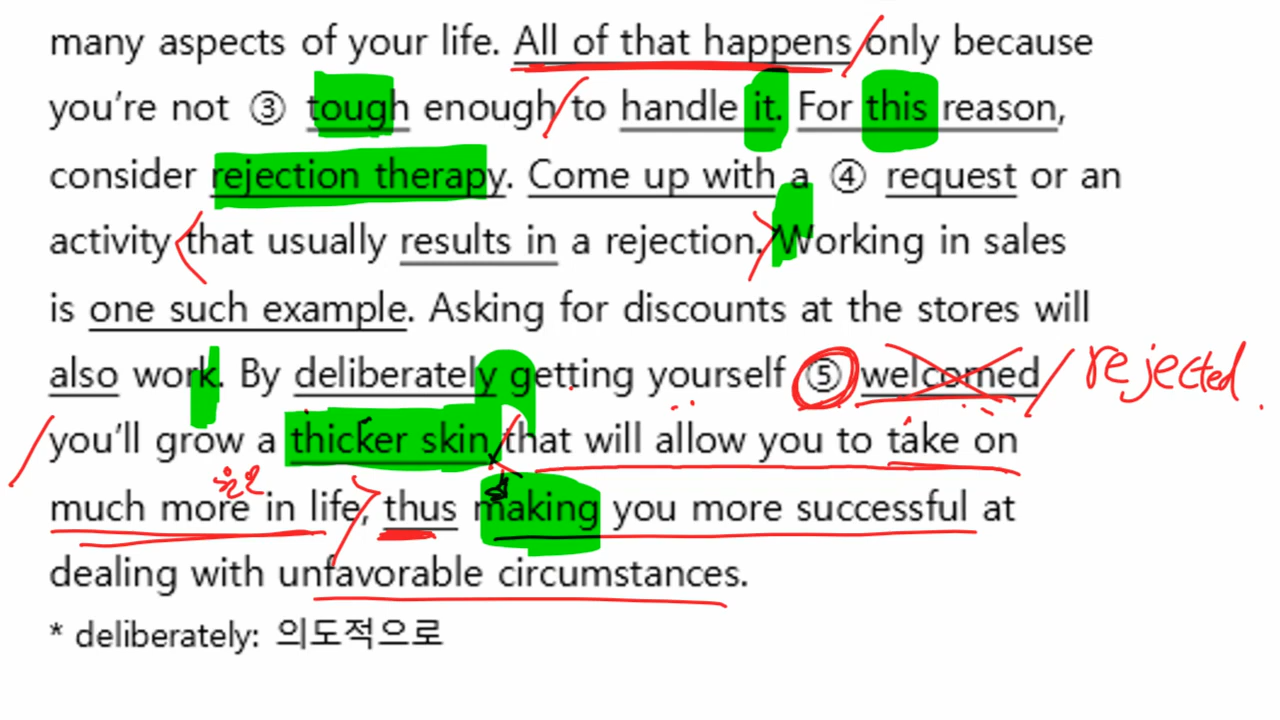 many aspects of your life. All of that happens only because
you're not ③ tough enough to handle it. For this reason,
consider rejection therapy. Come up with a ④ request or an
activity that usually results in a rejection. Working in sales
is one such example. Asking for discounts at the stores will
also work. By deliberately getting yourself ⑤ welcomed rejected.
you'll grow a thicker skin that will allow you to take on
much more in life, thus making you more successful at
dealing with unfavorable circumstances.
* deliberately: 의도적으로